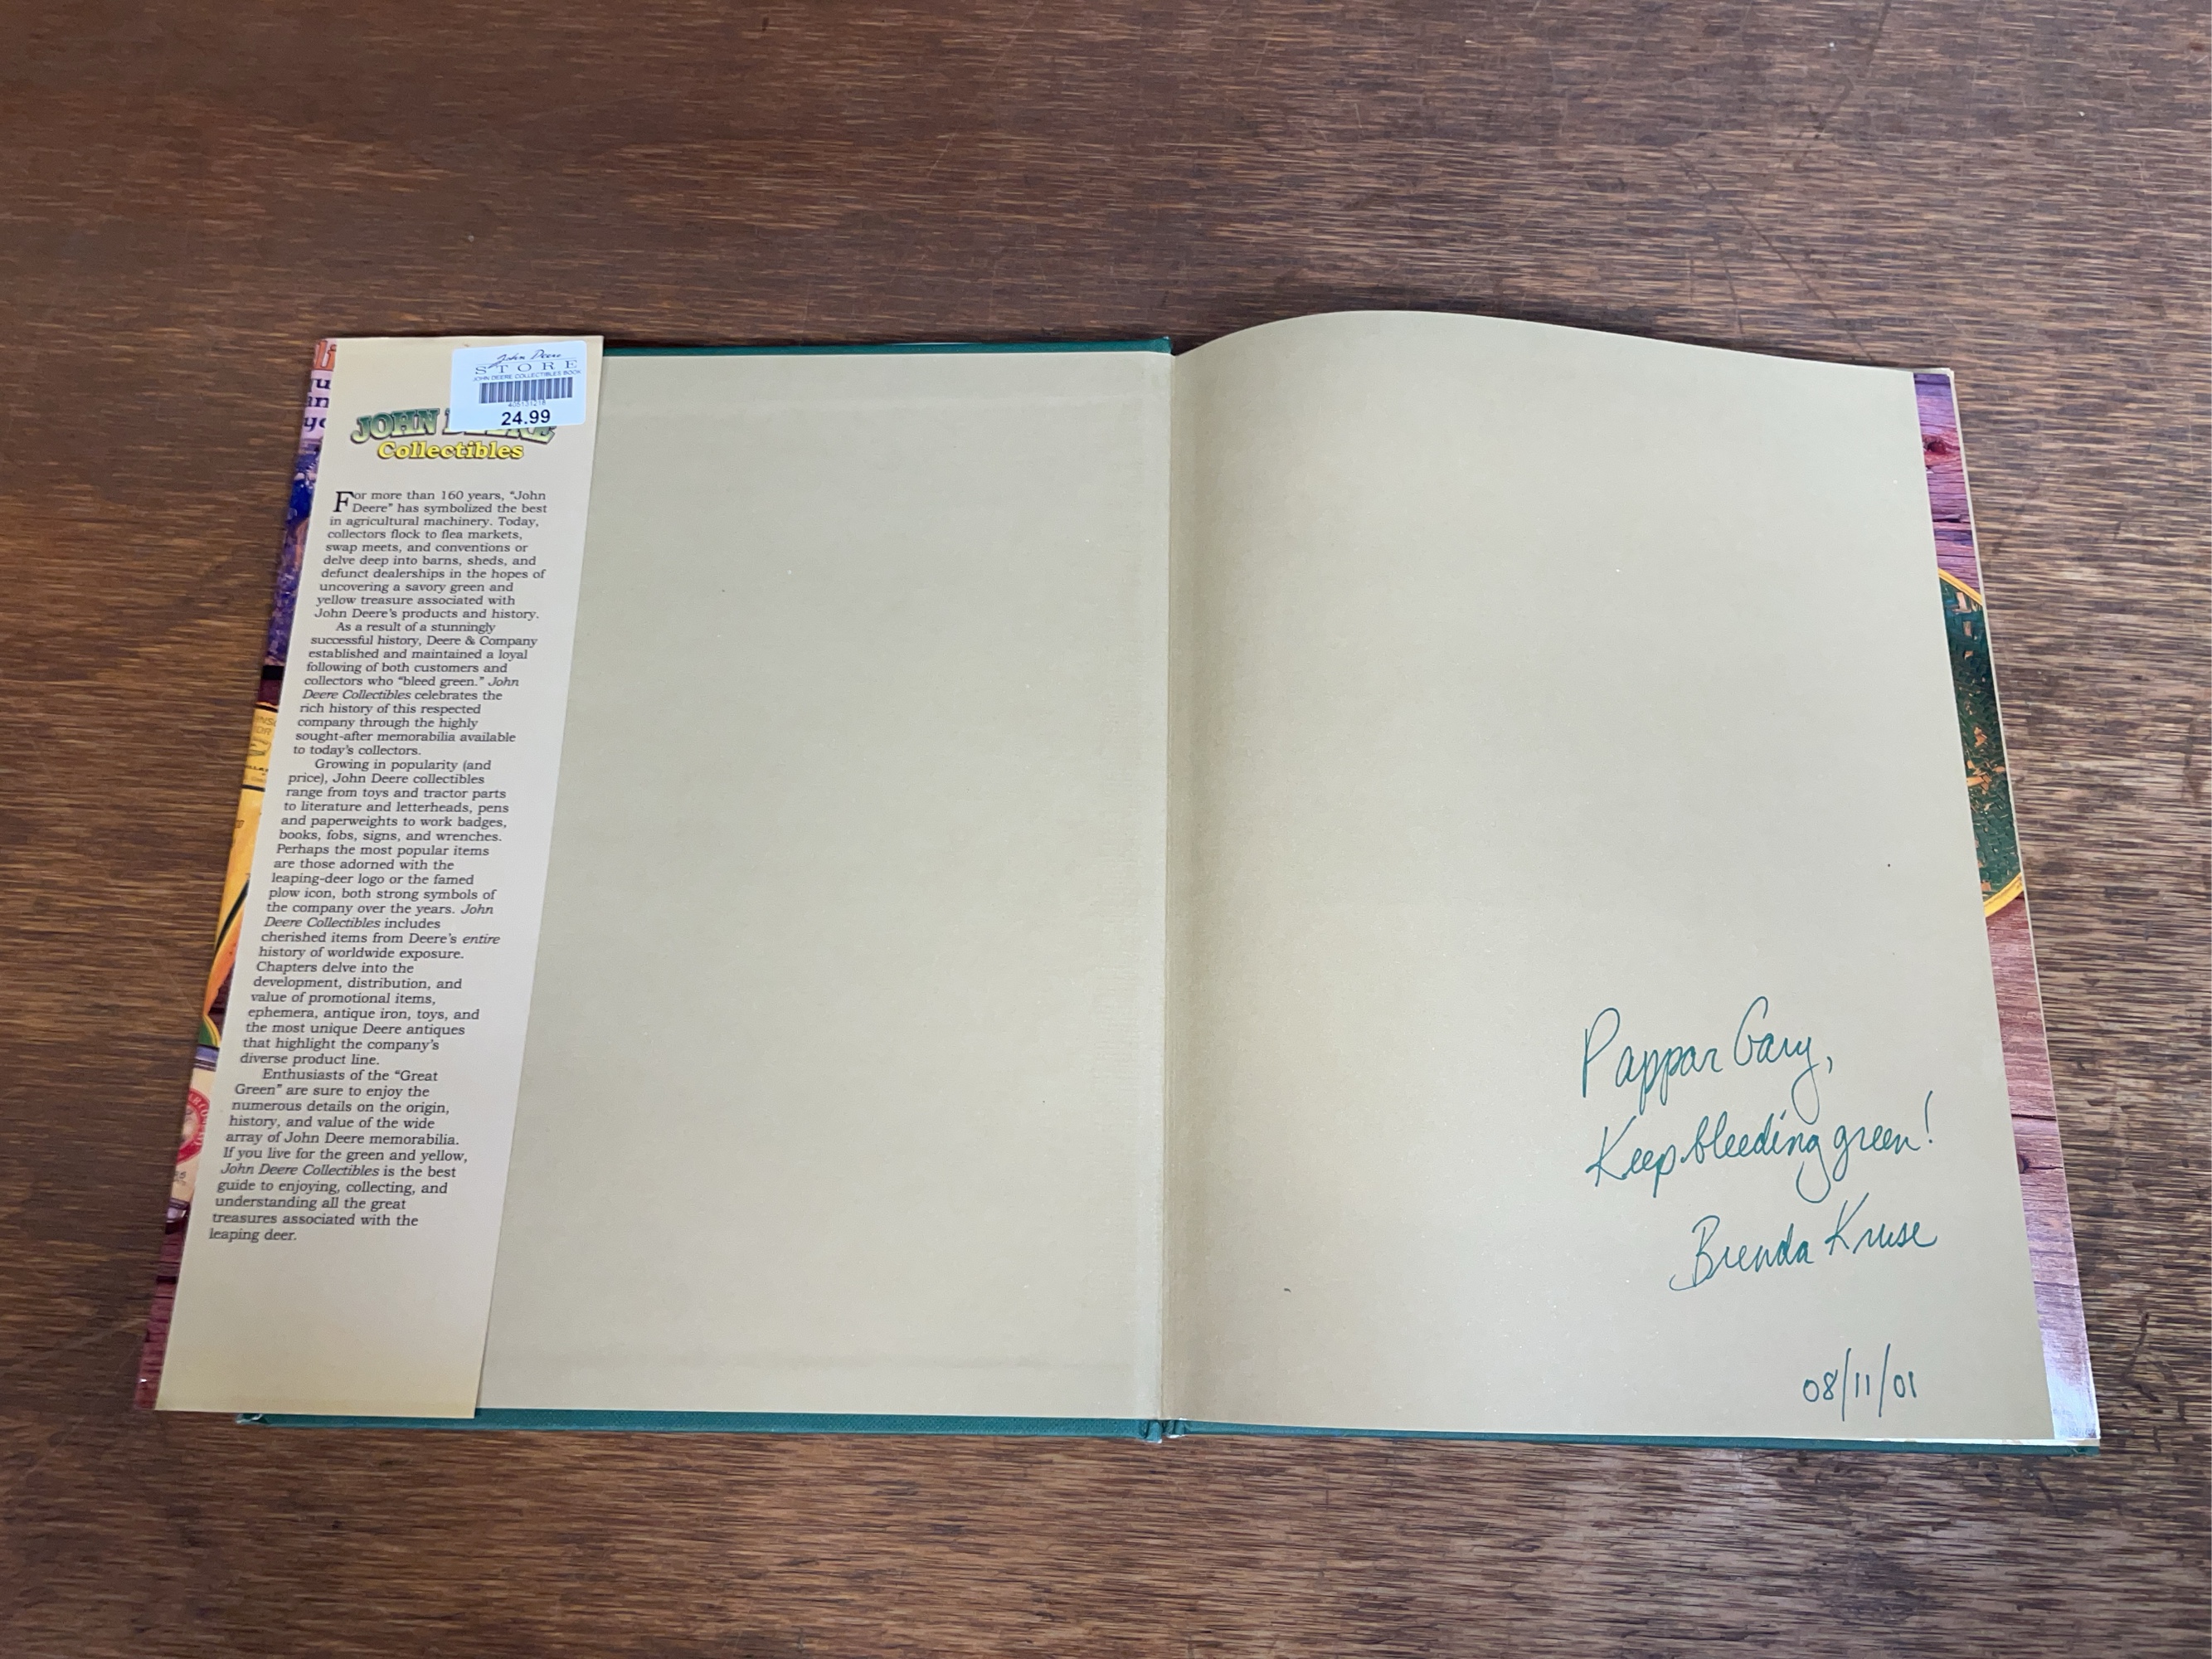 John Deere
STORE
JOHN DEERE COLLECTIBLES BOOK
24.99
JOHN
Collectibles
For more than 160 years, “John
Deere” has symbolized the best
in agricultural machinery. Today,
collectors flock to flea markets,
swap meets, and conventions or
delve deep into barns, sheds, and
defunct dealerships in the hopes of
uncovering a savory green and
yellow treasure associated with
John Deere’s products and history.
As a result of a stunningly
successful history, Deere & Company
established and maintained a loyal
following of both customers and
collectors who “bleed green.” John
Deere Collectibles celebrates the
rich history of this respected
company through the highly
sought-after memorabilia available
to today’s collectors.
Growing in popularity (and
price), John Deere collectibles
range from toys and tractor parts
to literature and letterheads, pens
and paperweights to work badges,
books, fobs, signs, and wrenches.
Perhaps the most popular items
are those adorned with the
leaping-deer logo or the famed
plow icon, both strong symbols of
the company over the years. John
Deere Collectibles includes
cherished items from Deere’s entire
history of worldwide exposure.
Chapters delve into the
development, distribution, and
value of promotional items,
ephemera, antique iron, toys, and
the most unique Deere antiques
that highlight the company’s
diverse product line.
Enthusiasts of the “Great
Green” are sure to enjoy the
numerous details on the origin,
history, and value of the wide
array of John Deere memorabilia.
If you live for the green and yellow,
John Deere Collectibles is the best
guide to enjoying, collecting, and
understanding all the great
treasures associated with the
leaping deer.
Pappar Gary,
Keep bleeding green!
Brenda Kruse
08/11/01